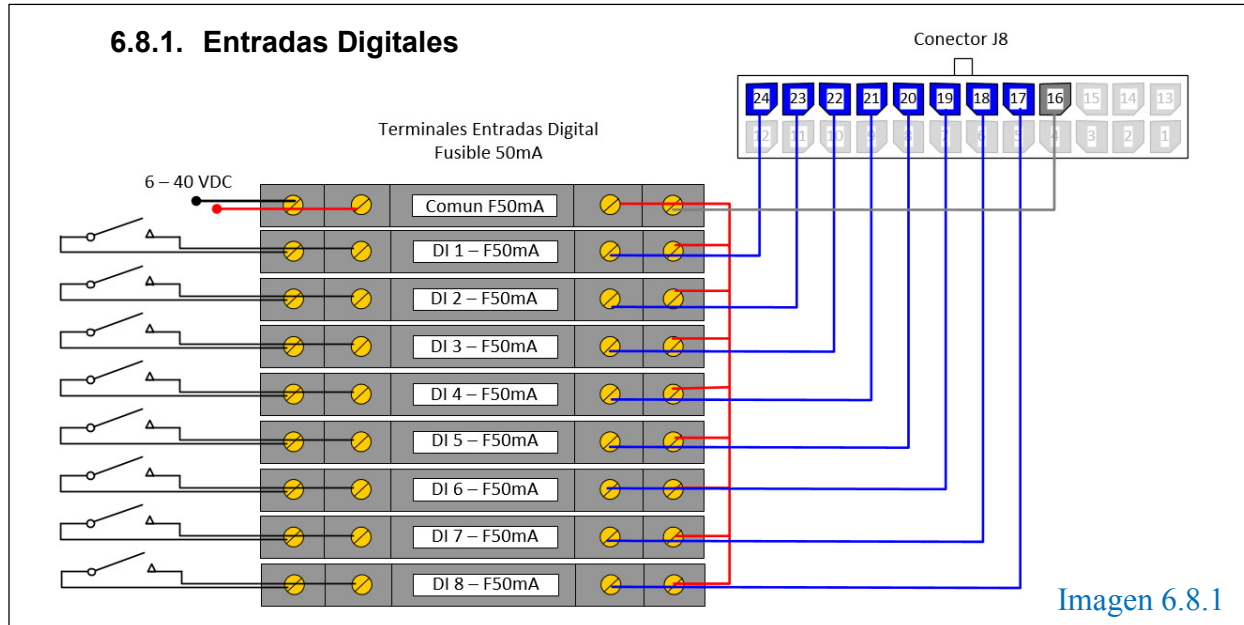 6.8.1. Entradas Digitales
Conector J8
24 23 22 21 20 19 18 17 16 15 14 13
12 11 10 9 8 7 6 5 4 3 2 1
Terminales Entradas Digital
Fusible 50mA
6 – 40 VDC
Comun F50mA
DI 1 – F50mA
DI 2 – F50mA
DI 3 – F50mA
DI 4 – F50mA
DI 5 – F50mA
DI 6 – F50mA
DI 7 – F50mA
DI 8 – F50mA
Imagen 6.8.1